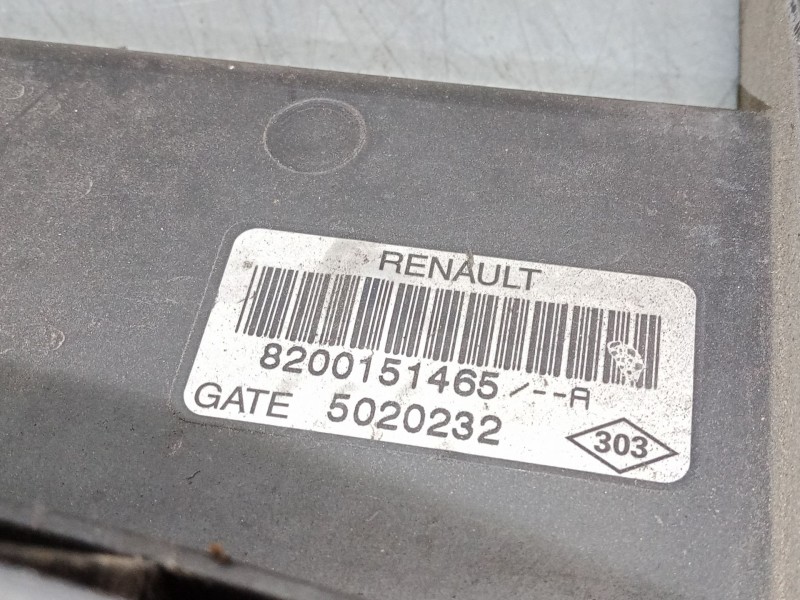 RENAULT
8200151465/--A
GATE 5020232
303